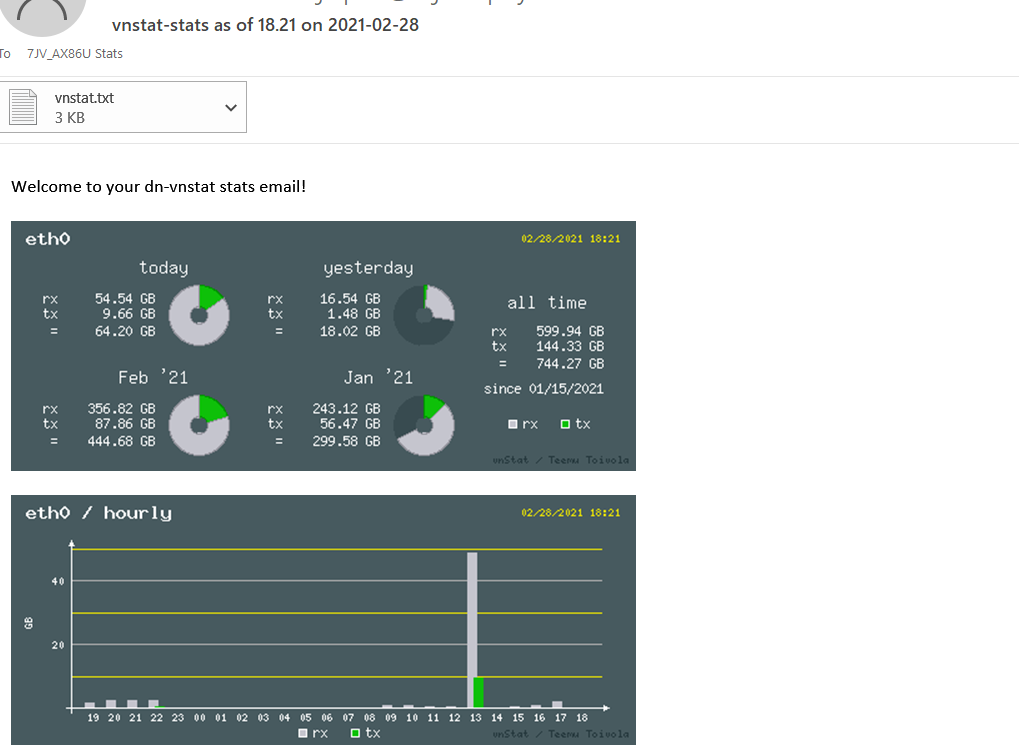 vnstat-stats as of 18.21 on 2021-02-28
To 7JV_AX86U Stats
vnstat.txt
3 KB
Welcome to your dn-vnstat stats email!
eth0 02/28/2021 18:21
today yesterday
rx 54.54 GB rx 16.54 GB all time
tx 9.66 GB tx 1.48 GB
= 64.20 GB = 18.02 GB rx 599.94 GB
tx 144.33 GB
= 744.27 GB
Feb '21 Jan '21
since 01/15/2021
rx 356.82 GB rx 243.12 GB
tx 87.86 GB tx 56.47 GB rx tx
= 444.68 GB = 299.58 GB
vnStat / Teemu Toivola
eth0 / hourly 02/28/2021 18:21
GB
40
20
19 20 21 22 23 00 01 02 03 04 05 06 07 08 09 10 11 12 13 14 15 16 17 18
rx tx
vnStat / Teemu Toivola